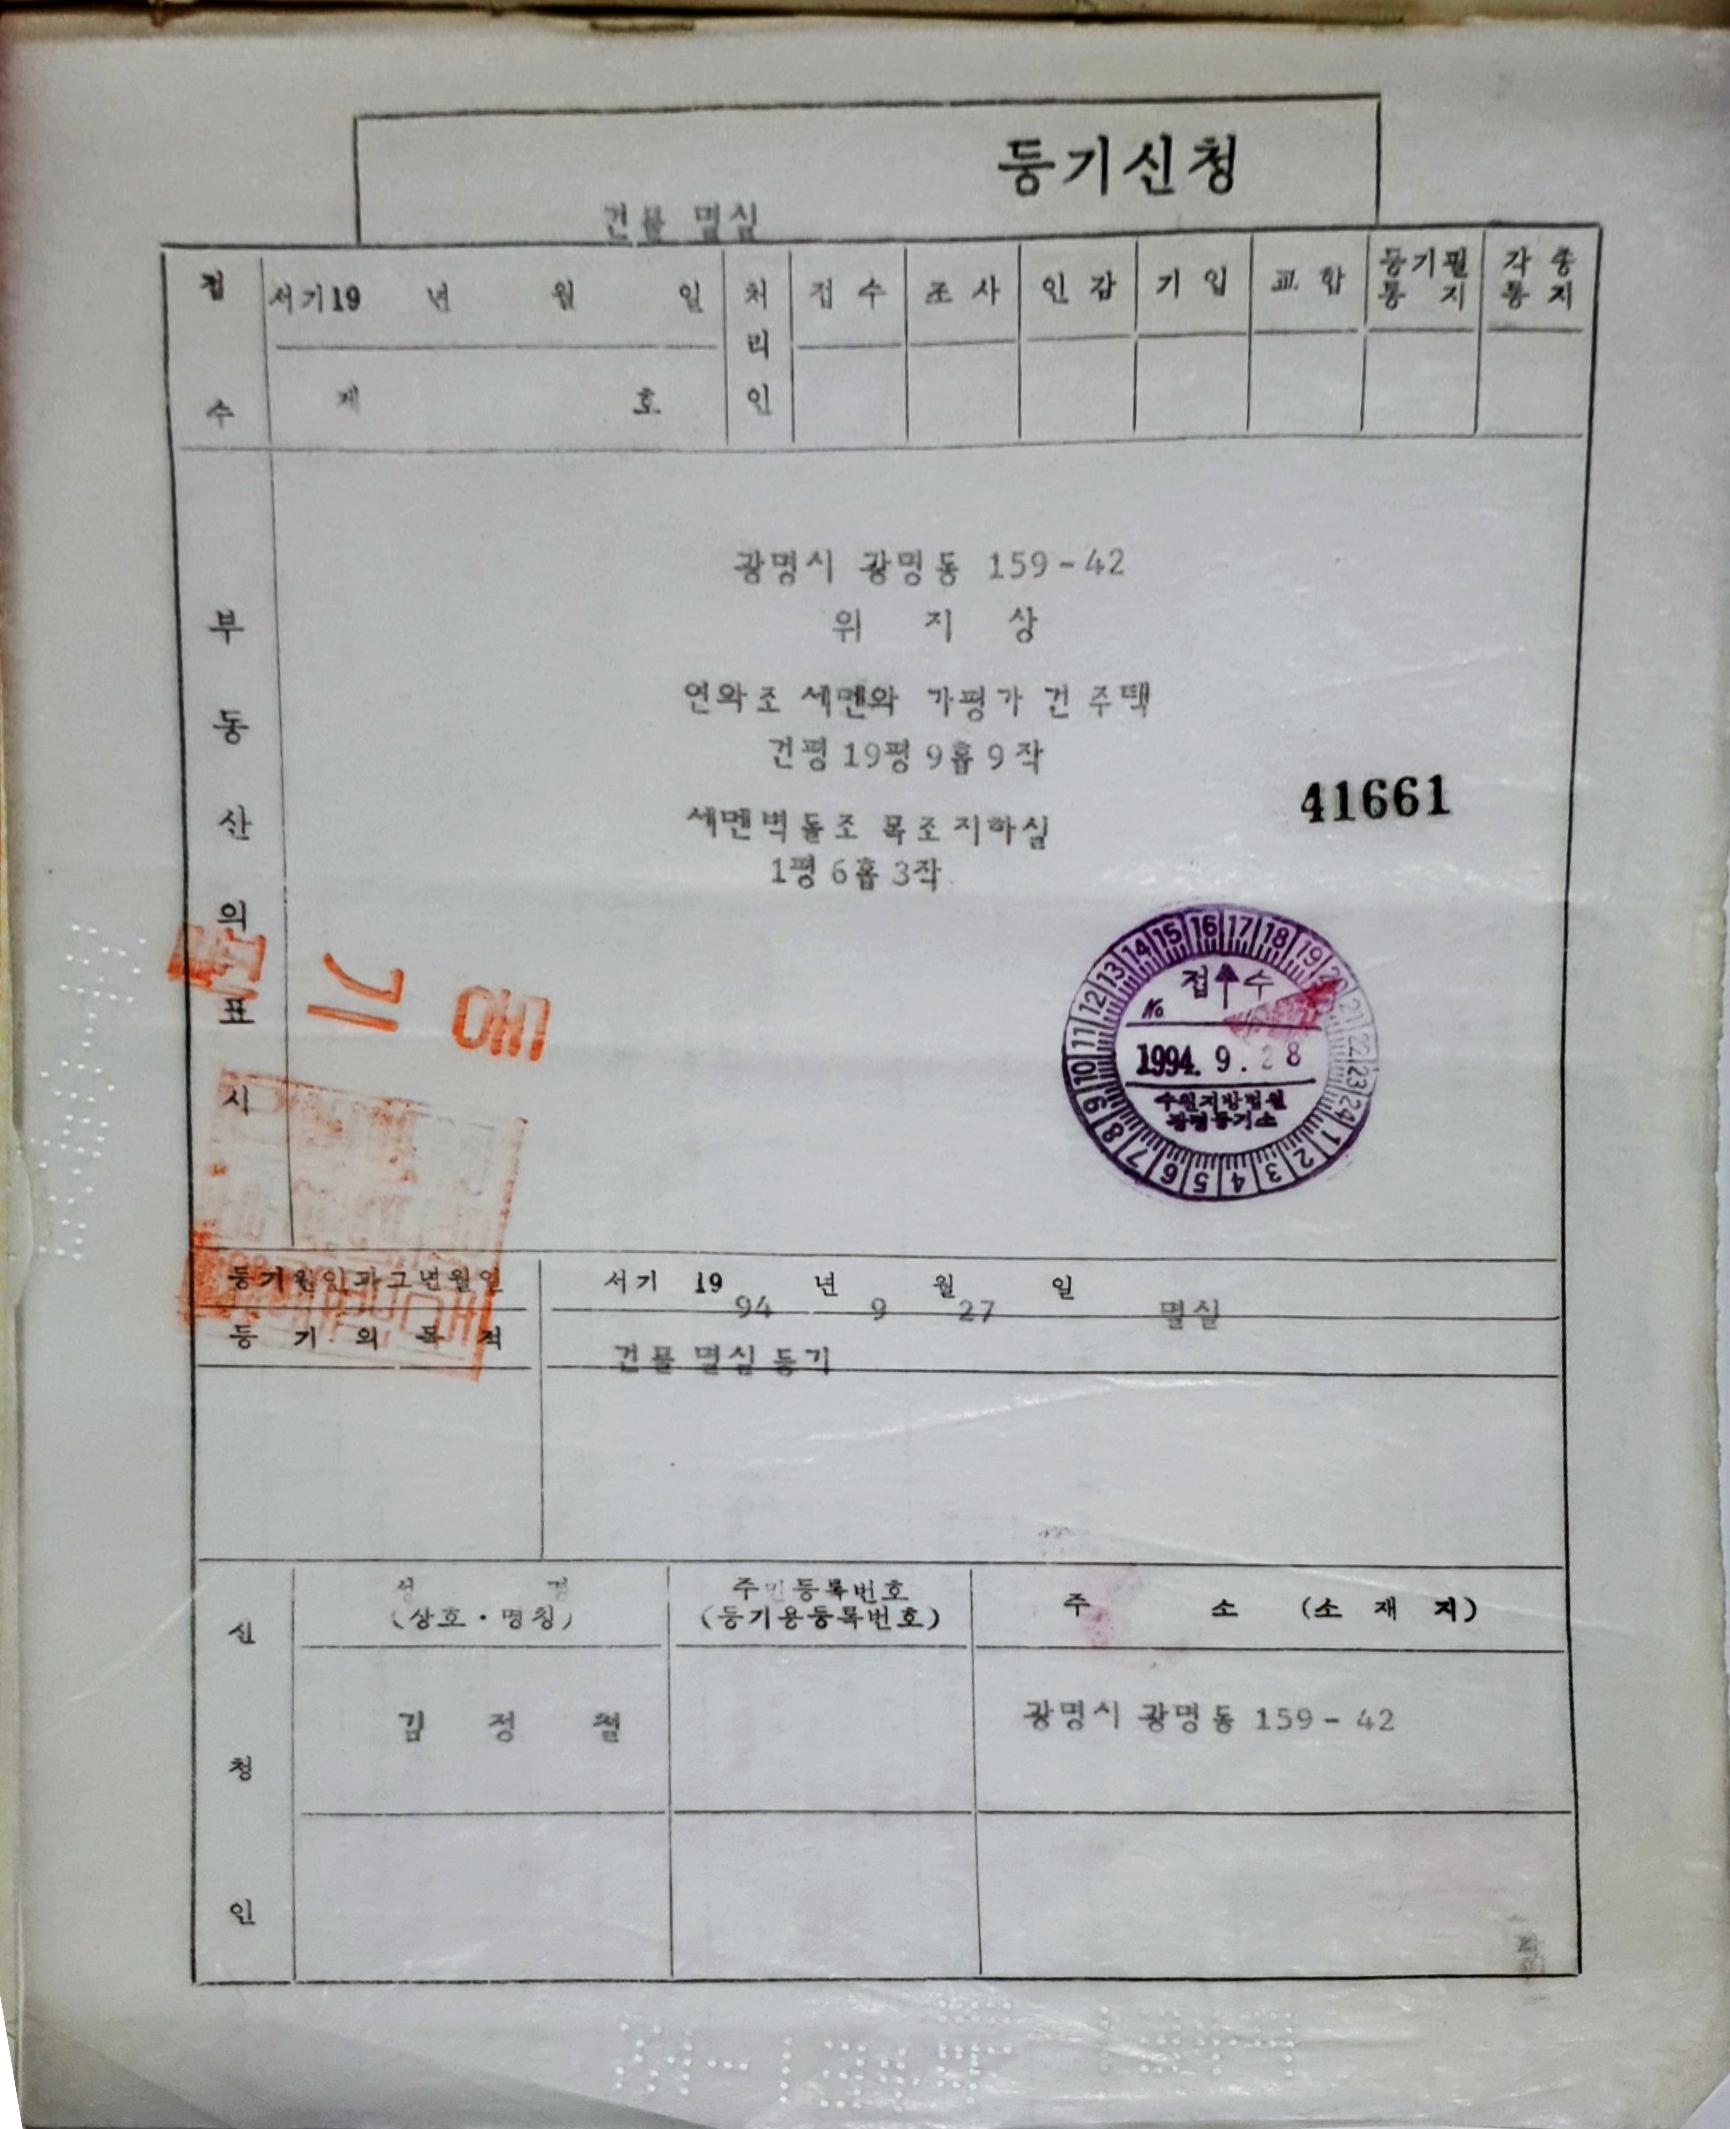 등기신청
건물 멸실
접 수
서기19 년 월 일
제 호
처리인
접 수 조 사 인 감 기 입 교 합 등기필통 지 각 종통 지
부동산의표시
광명시 광명동 159-42
위 지 상
연와조 세멘와 가평가 건 주택
건평 19평 9홉 9작
세멘벽돌조 목조지하실
1평 6홉 3작
41661
등 기 필
16 17 18 19 20 21 22 23 24 1 2 3 4 5 6 7 8 9 10 11 12 13 14 15
접 수
No
1994. 9. 28
수원지방법원
광명등기소
등기원인과그년월일 서기 19 94 년 9 월 27 일 멸실
등 기 의 목 적 건물 멸실 등기
신청인
성 명 주민등록번호 주 소 (소 재 지)
(상호·명칭) (등기용등록번호)
김 정 철 광명시 광명동 159-42